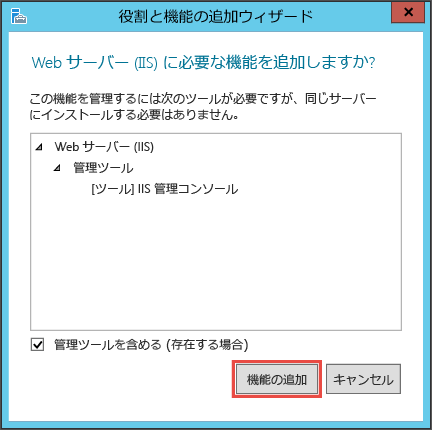 役割と機能の追加ウィザード
Web サーバー (IIS) に必要な機能を追加しますか?
この機能を管理するには次のツールが必要ですが、同じサーバー
にインストールする必要はありません。
Web サーバー (IIS)
管理ツール
[ツール] IIS 管理コンソール
管理ツールを含める (存在する場合)
機能の追加 キャンセル